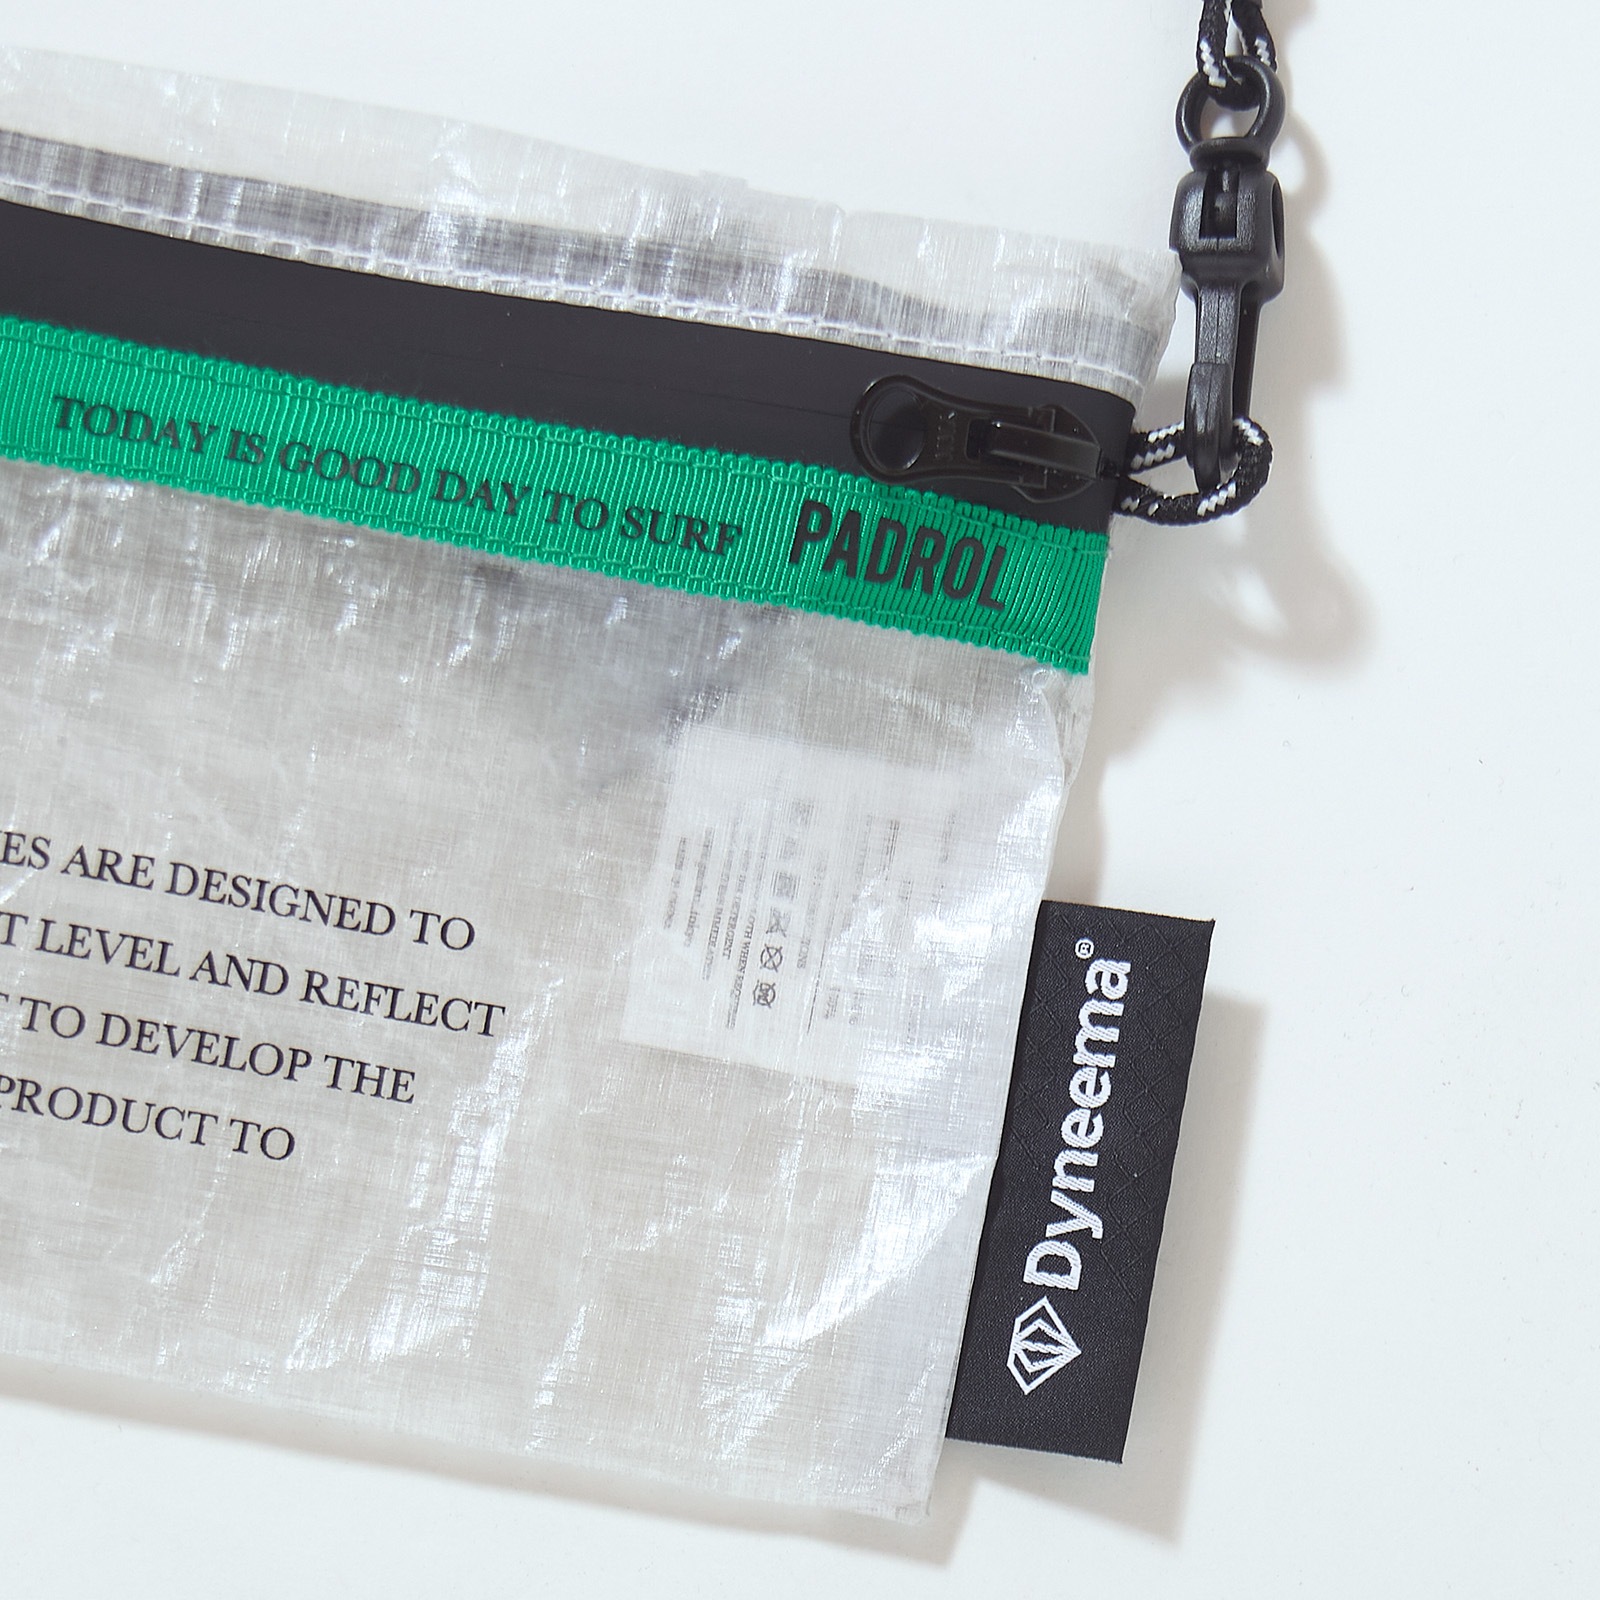 TODAY IS GOOD DAY TO SURF PADROL
ES ARE DESIGNED TO
T LEVEL AND REFLECT
TO DEVELOP THE
PRODUCT TO
Dyneema®